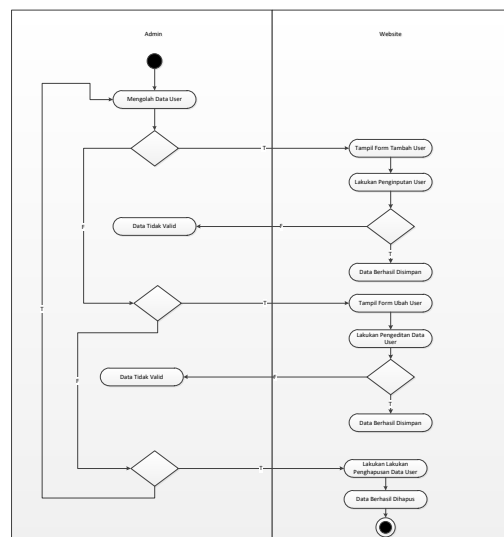 Admin
Website
Mengolah Data User
T
Tampil Form Tambah User
Lakukan Penginputan User
F
Data Tidak Valid
F
T
Data Berhasil Disimpan
T
T
Tampil Form Ubah User
Lakukan Pengeditan Data
User
Data Tidak Valid
F
F
T
Data Berhasil Disimpan
T
Lakukan Lakukan
Penghapusan Data User
Data Berhasil Dihapus